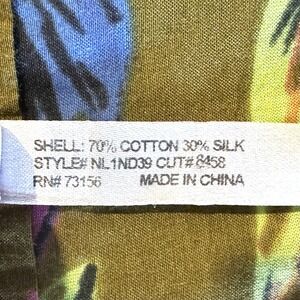 SHELL: 70% COTTON 30% SILK
STYLE# NL1ND39 CUT# 8458
RN# 73156 MADE IN CHINA